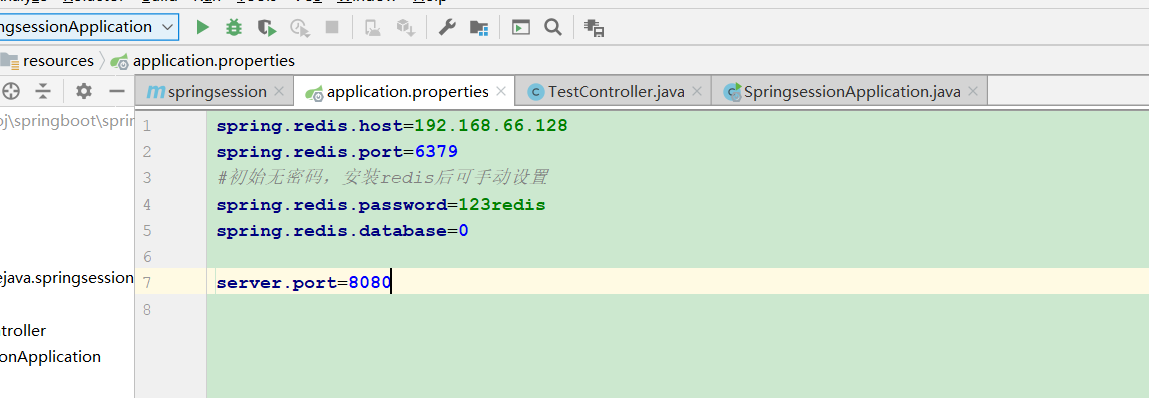 ngsessionApplication
resources application.properties
springsession application.properties TestController.java SpringsessionApplication.java
oj\springboot\sprin
1 spring.redis.host=192.168.66.128
2 spring.redis.port=6379
3 #初始无密码，安装redis后可手动设置
4 spring.redis.password=123redis
5 spring.redis.database=0
6
ejava.springsession
7 server.port=8080
8
ntroller
onApplication